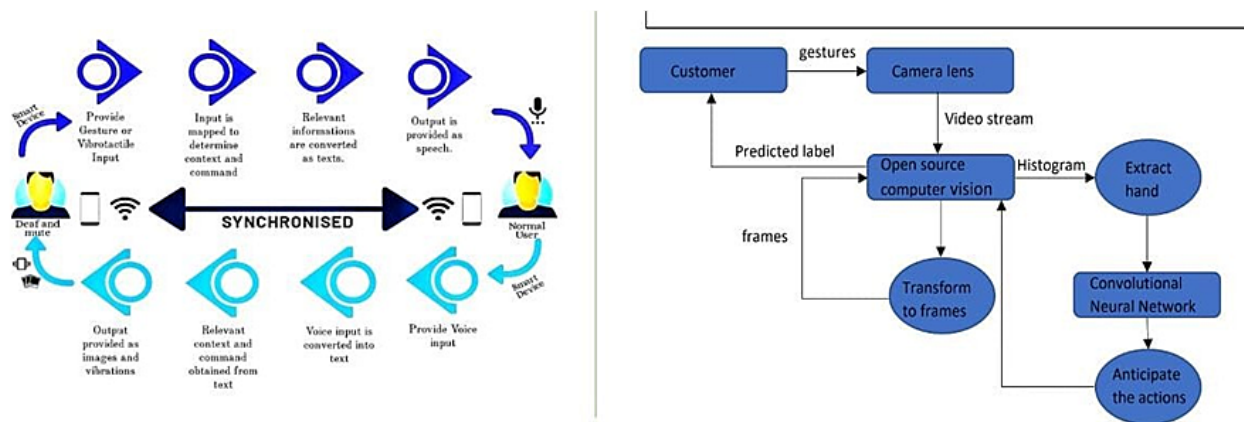 Smart Device
Provide
Gesture or
Vibrotactile
Input
Input is
mapped to
determine
context and
command
Relevant
informations
are converted
as texts.
Output is
provided as
speech.
Deaf and
mute
SYNCHRONISED
Normal
User
Smart Device
Output
provided as
images and
vibrations
Relevant
context and
command
obtained from
text
Voice input is
converted into
text
Provide Voice
input
Customer
gestures
Camera lens
Video stream
Predicted label
Open source
computer vision
Histogram
Extract
hand
frames
Transform
to frames
Convolutional
Neural Network
Anticipate
the actions